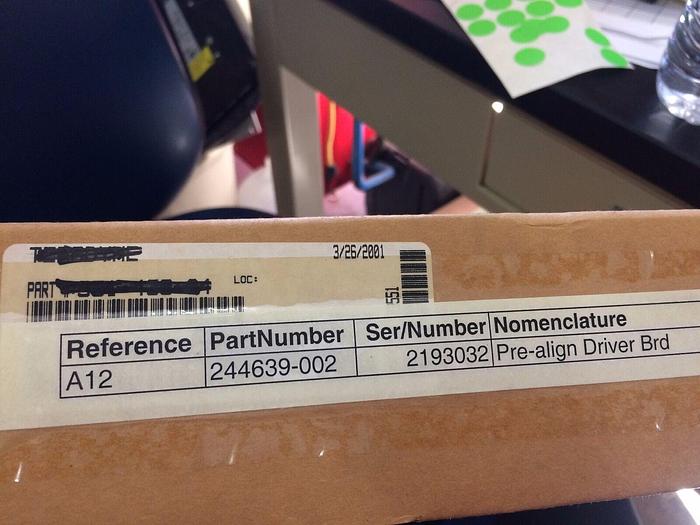 3/26/2001
PART LOC:
551
Reference PartNumber Ser/Number Nomenclature
A12 244639-002 2193032 Pre-align Driver Brd